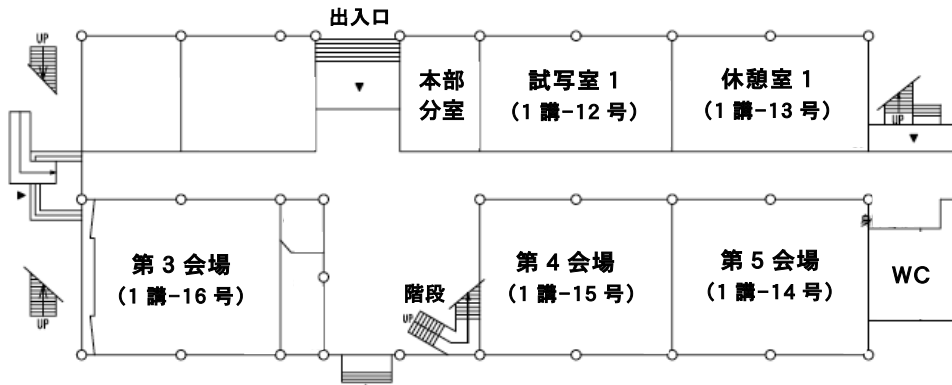 出入口
UP
本部
分室
試写室 1
(1 講-12 号)
休憩室 1
(1 講-13 号)
UP
第 3 会場
(1 講-16 号)
階段
UP
第 4 会場
(1 講-15 号)
第 5 会場
(1 講-14 号)
WC
UP